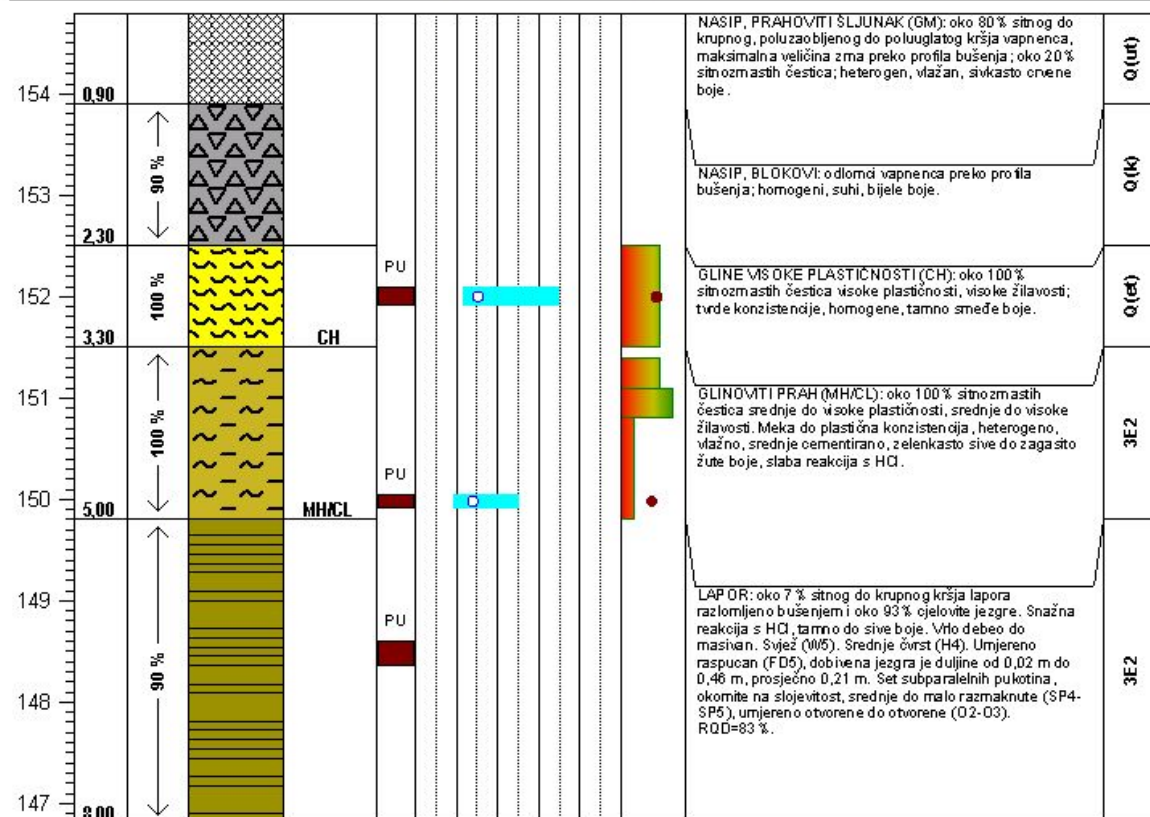 NASIP, PRAHOVITI ŠLJUNAK (GM): oko 80% sitnog do
krupnog, poluzaobljenog do poluuglatog kršja vapnenca,
maksimalna veličina zrna preko profila bušenja; oko 20%
sitnozrnastih čestica; heterogen, vlažan, sivkasto crvene
boje.
Q(ut)
154
0,90
90 %
153
2,30
NASIP, BLOKOVI: odlomci vapnenca preko profila
bušenja; homogeni, suhi, bijele boje.
Q(k)
100 %
152
3,30
CH
PU
GLINE VISOKE PLASTIČNOSTI (CH): oko 100%
sitnozrnastih čestica visoke plastičnosti, visoke žilavosti;
tvrde konzistencije, homogene, tamno smeđe boje.
Q(et)
151
100 %
150
5,00
MH/CL
PU
GLINOVITI PRAH (MH/CL): oko 100% sitnozrnastih
čestica srednje do visoke plastičnosti, srednje do visoke
žilavosti. Meka do plastična konzistencija, heterogeno,
vlažno, srednje cementirano, zelenkasto sive do zagasito
žute boje, slaba reakcija s HCl.
3E2
149
90 %
148
147
8,00
PU
LAPOR: oko 7 % sitnog do krupnog kršja lapora
razlomljeno bušenjem i oko 93% cjelovite jezgre. Snažna
reakcija s HCl, tamno do sive boje. Vrlo debeo do
masivan. Svjež (W5). Srednje čvrst (H4). Umjereno
raspucan (FD5), dobivena jezgra je duljine od 0,02 m do
0,46 m, prosječno 0,21 m. Set subparalelnih pukotina,
okomite na slojevitost, srednje do malo razmaknute (SP4-
SP5), umjereno otvorene do otvorene (O2-O3).
RQD=83 %.
3E2